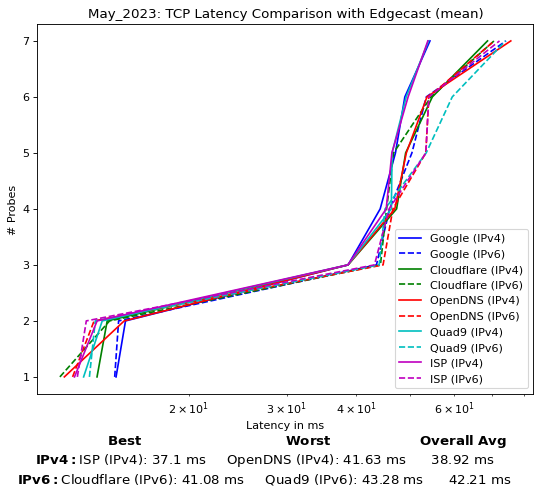 May_2023: TCP Latency Comparison with Edgecast (mean)
# Probes
7
6
5
4
3
2
1
Google (IPv4)
Google (IPv6)
Cloudflare (IPv4)
Cloudflare (IPv6)
OpenDNS (IPv4)
OpenDNS (IPv6)
Quad9 (IPv4)
Quad9 (IPv6)
ISP (IPv4)
ISP (IPv6)
2 × 10¹ 3 × 10¹ 4 × 10¹ 6 × 10¹
Latency in ms
Best Worst Overall Avg
IPv4: ISP (IPv4): 37.1 ms OpenDNS (IPv4): 41.63 ms 38.92 ms
IPv6: Cloudflare (IPv6): 41.08 ms Quad9 (IPv6): 43.28 ms 42.21 ms